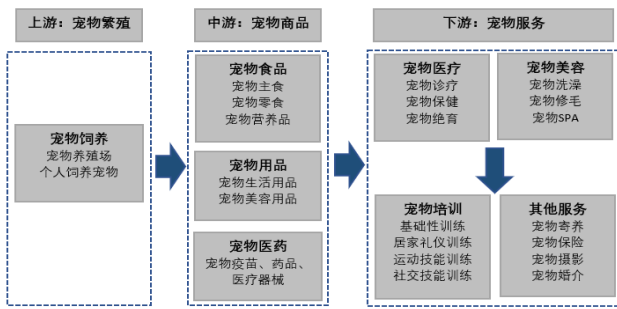 上游：宠物繁殖
宠物饲养
宠物养殖场
个人饲养宠物
中游：宠物商品
宠物食品
宠物主食
宠物零食
宠物营养品
宠物用品
宠物生活用品
宠物美容用品
宠物医药
宠物疫苗、药品、
医疗器械
下游：宠物服务
宠物医疗
宠物诊疗
宠物保健
宠物绝育
宠物美容
宠物洗澡
宠物修毛
宠物SPA
宠物培训
基础性训练
居家礼仪训练
运动技能训练
社交技能训练
其他服务
宠物寄养
宠物保险
宠物摄影
宠物婚介